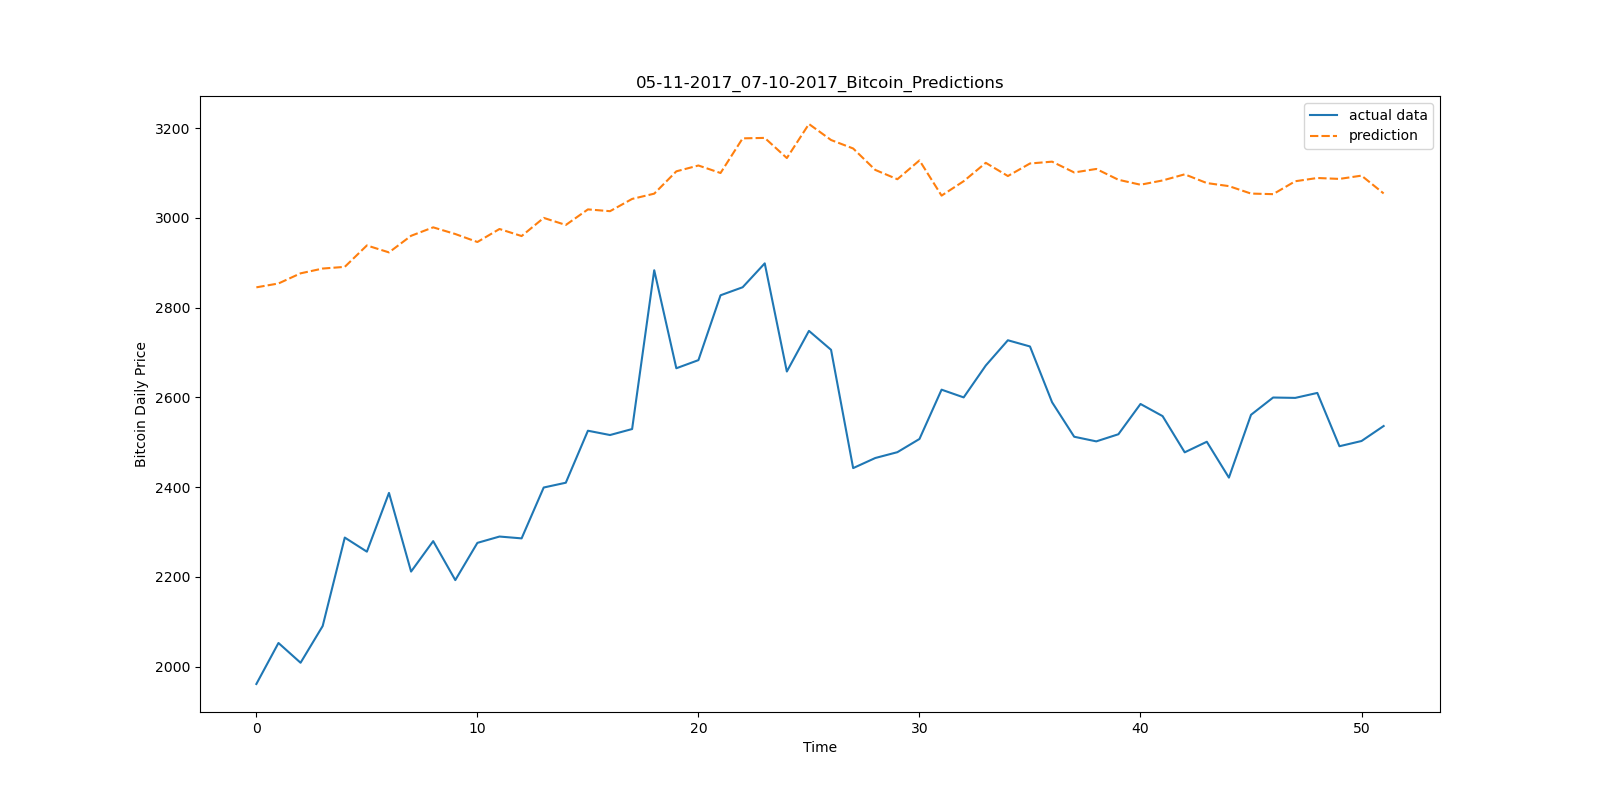 05-11-2017_07-10-2017_Bitcoin_Predictions
actual data
prediction
3200
3000
2800
2600
2400
2200
2000
Bitcoin Daily Price
0 10 20 30 40 50
Time